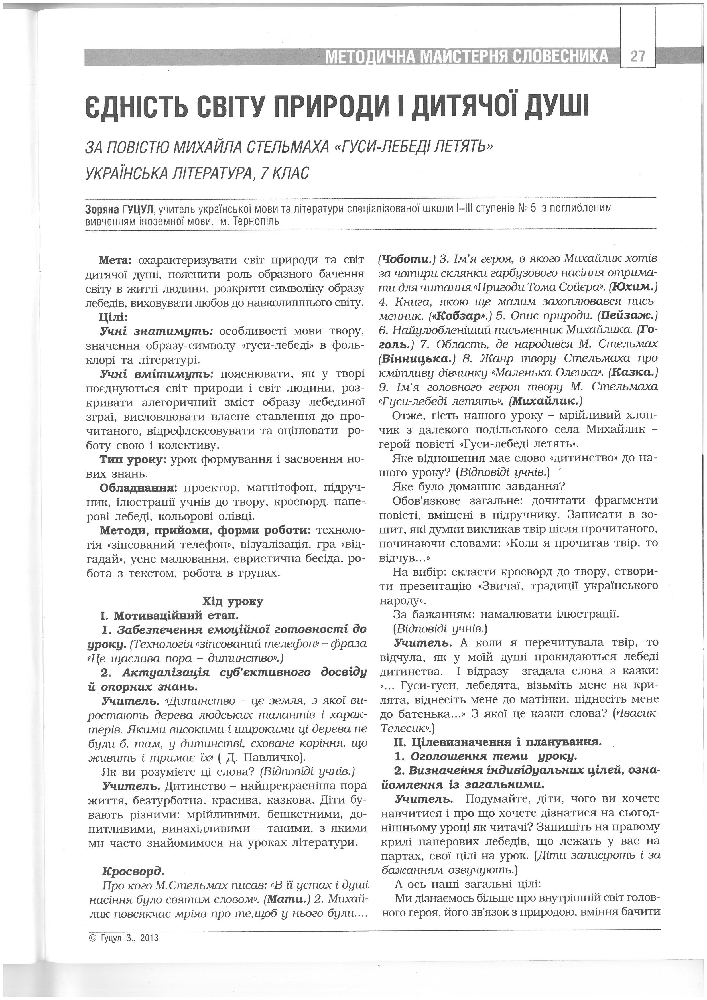 МЕТОДИЧНА МАЙСТЕРНЯ СЛОВЕСНИКА
27
ЄДНІСТЬ СВІТУ ПРИРОДИ І ДИТЯЧОЇ ДУШІ
ЗА ПОВІСТЮ МИХАЙЛА СТЕЛЬМАХА «ГУСИ-ЛЕБЕДІ ЛЕТЯТЬ»
УКРАЇНСЬКА ЛІТЕРАТУРА, 7 КЛАС
Зоряна ГУЦУЛ, учитель української мови та літератури спеціалізованої школи І–ІІІ ступенів № 5 з поглибленим
вивченням іноземної мови, м. Тернопіль
Мета: охарактеризувати світ природи та світ
дитячої душі, пояснити роль образного бачення
світу в житті людини, розкрити символіку образу
лебедів, виховувати любов до навколишнього світу.
Цілі:
Учні знатимуть: особливості мови твору,
значення образу-символу «гуси-лебеді» в фоль-
клорі та літературі.
Учні вмітимуть: пояснювати, як у творі
поєднуються світ природи і світ людини, роз-
кривати алегоричний зміст образу лебединої
зграї, висловлювати власне ставлення до про-
читаного, відрефлексовувати та оцінювати ро-
боту свою і колективу.
Тип уроку: урок формування і засвоєння но-
вих знань.
Обладнання: проектор, магнітофон, підруч-
ник, ілюстрації учнів до твору, кросворд, папе-
рові лебеді, кольорові олівці.
Методи, прийоми, форми роботи: техноло-
гія «зіпсований телефон», візуалізація, гра «від-
гадай», усне малювання, евристична бесіда, ро-
бота з текстом, робота в групах.
Хід уроку
І. Мотиваційний етап.
1. Забезпечення емоційної готовності до
уроку. (Технологія «зіпсований телефон» – фраза
«Це щаслива пора – дитинство».)
2. Актуалізація суб’єктивного досвіду
й опорних знань.
Учитель. «Дитинство – це земля, з якої ви-
ростають дерева людських талантів і харак-
терів. Якими високими і широкими ці дерева не
були б, там, у дитинстві, сховане коріння, що
живить і тримає їх» ( Д. Павличко).
Як ви розумієте ці слова? (Відповіді учнів.)
Учитель. Дитинство – найпрекрасніша пора
життя, безтурботна, красива, казкова. Діти бу-
вають різними: мрійливими, бешкетними, до-
питливими, винахідливими – такими, з якими
ми часто знайомимося на уроках літератури.
Кросворд.
Про кого М.Стельмах писав: «В її устах і душі
насіння було святим словом». (Мати.) 2. Михай-
лик повсякчас мріяв про те,щоб у нього були....
(Чоботи.) 3. Ім’я героя, в якого Михайлик хотів
за чотири склянки гарбузового насіння отрима-
ти для читання «Пригоди Тома Сойєра». (Юхим.)
4. Книга, якою ще малим захоплювався пись-
менник. («Кобзар».) 5. Опис природи. (Пейзаж.)
6. Найулюбленіший письменник Михайлика. (Го-
голь.) 7. Область, де народився М. Стельмах
(Вінницька.) 8. Жанр твору Стельмаха про
кмітливу дівчинку «Маленька Оленка». (Казка.)
9. Ім’я головного героя твору М. Стельмаха
«Гуси-лебеді летять». (Михайлик.)
Отже, гість нашого уроку – мрійливий хлоп-
чик з далекого подільського села Михайлик –
герой повісті «Гуси-лебеді летять».
Яке відношення має слово «дитинство» до на-
шого уроку? (Відповіді учнів.)
Яке було домашнє завдання?
Обов’язкове загальне: дочитати фрагменти
повісті, вміщені в підручнику. Записати в зо-
шит, які думки викликав твір після прочитаного,
починаючи словами: «Коли я прочитав твір, то
відчув...»
На вибір: скласти кросворд до твору, створи-
ти презентацію «Звичаї, традиції українського
народу».
За бажанням: намалювати ілюстрації.
(Відповіді учнів.)
Учитель. А коли я перечитувала твір, то
відчула, як у моїй душі прокидаються лебеді
дитинства. І відразу згадала слова з казки:
«... Гуси-гуси, лебедята, візьміть мене на кри-
лята, віднесіть мене до матінки, піднесіть мене
до батенька...» З якої це казки слова? («Івасик-
Телесик».)
ІІ. Цілевизначення і планування.
1. Оголошення теми уроку.
2. Визначення індивідуальних цілей, озна-
йомлення із загальними.
Учитель. Подумайте, діти, чого ви хочете
навчитися і про що хочете дізнатися на сьогод-
нішньому уроці як читачі? Запишіть на правому
крилі паперових лебедів, що лежать у вас на
партах, свої цілі на урок. (Діти записують і за
бажанням озвучують.)
А ось наші загальні цілі:
Ми дізнаємось більше про внутрішній світ голов-
ного героя, його зв’язок з природою, вміння бачити
© Гуцул З., 2013